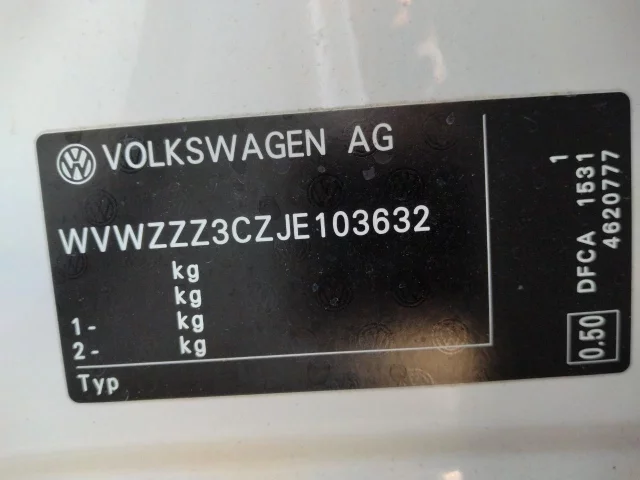 VOLKSWAGEN AG
WVWZZZ3CZJE103632
kg
kg
1- kg
2- kg
Typ
0.50 DFCA 1531 1
4620777